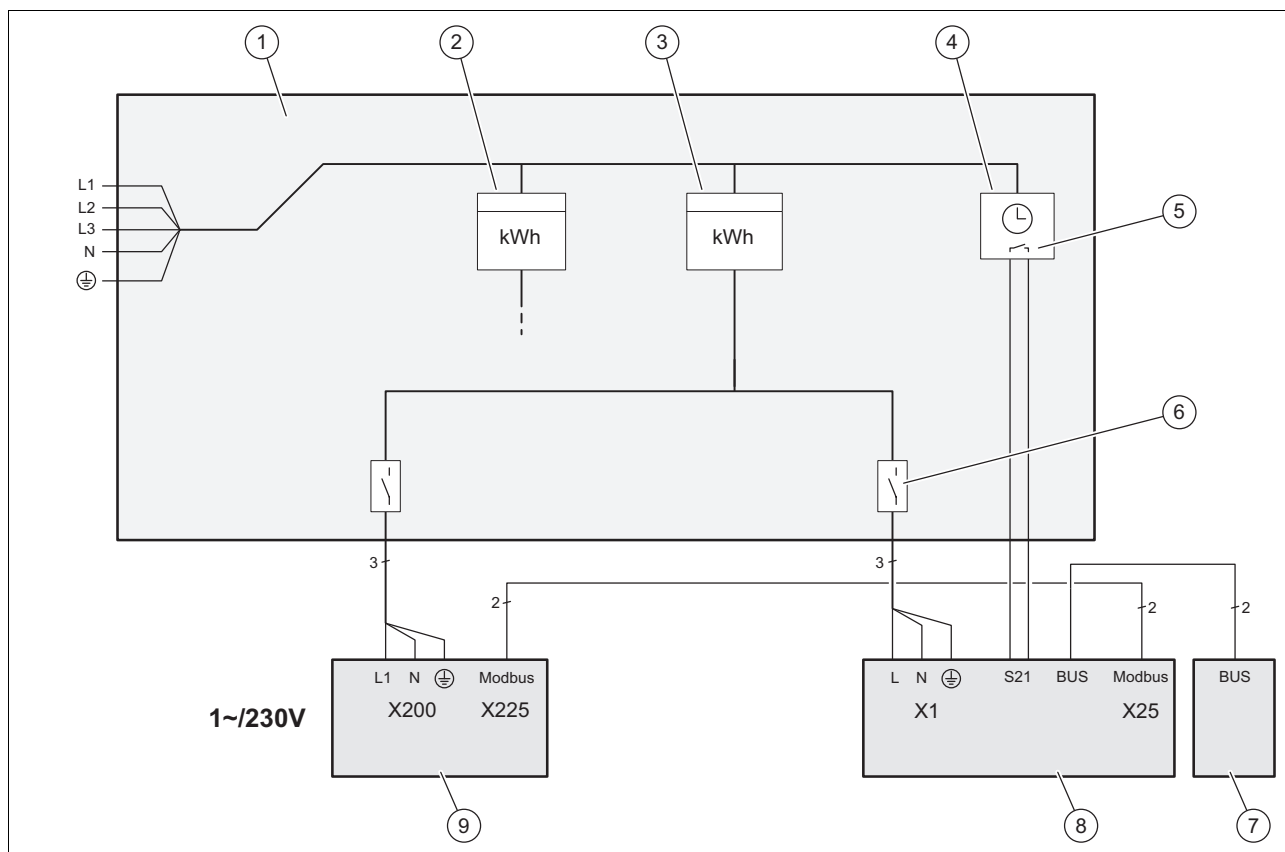 1
2
3
4
L1
L2
L3
N
kWh
kWh
5
6
3
3
2
2
2
L1 N Modbus
X200 X225
1~/230V
L N S21 BUS Modbus
X1 X25
BUS
9
8
7